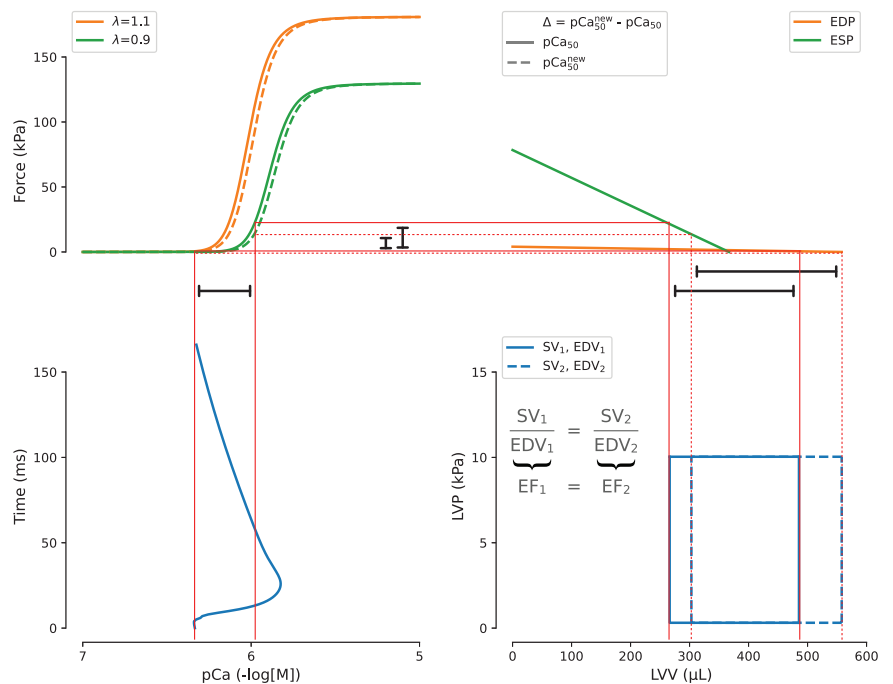 λ=1.1
λ=0.9
Δ = pCa₅₀ⁿᵉʷ - pCa₅₀
pCa₅₀
pCa₅₀ⁿᵉʷ
EDP
ESP
Force (kPa)
150
100
50
0
SV₁, EDV₁
SV₂, EDV₂
Time (ms)
150
100
50
0
7
6
5
pCa (-log[M])
LVP (kPa)
15
10
5
0
SV₁ = SV₂
EDV₁ EDV₂
EF₁ = EF₂
0
100
200
300
400
500
600
LVV (μL)